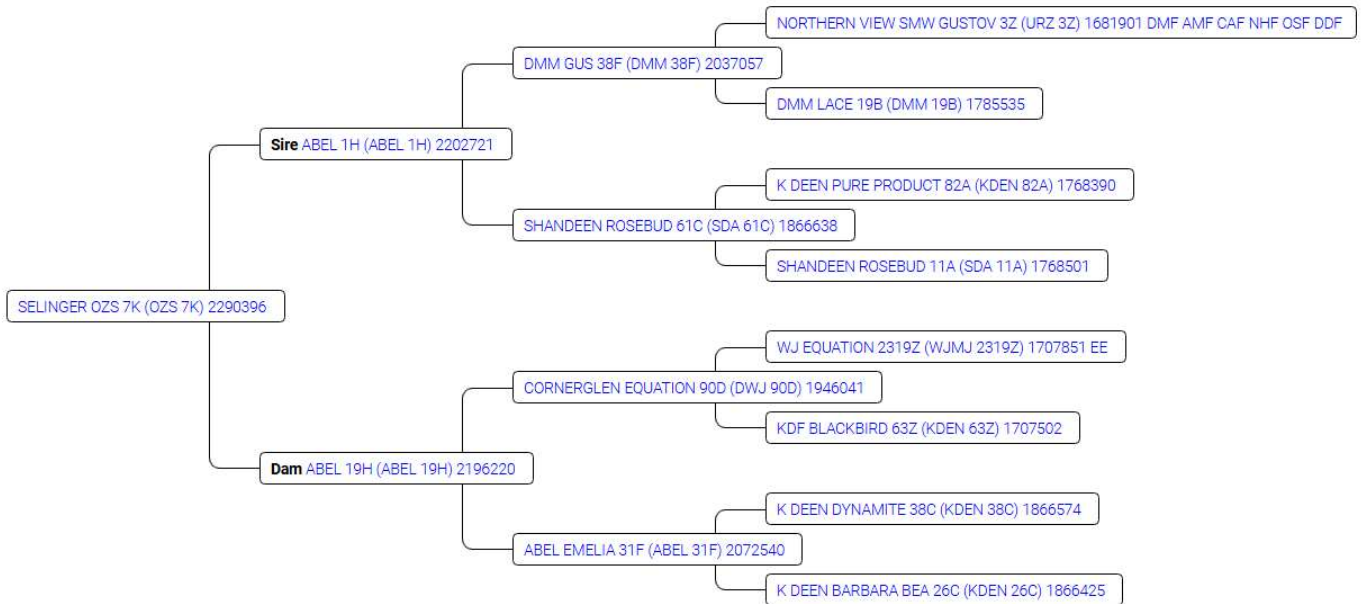 NORTHERN VIEW SMW GUSTOV 3Z (URZ 3Z) 1681901 DMF AMF CAF NHF OSF DDF
DMM GUS 38F (DMM 38F) 2037057
DMM LACE 19B (DMM 19B) 1785535
Sire ABEL 1H (ABEL 1H) 2202721
K DEEN PURE PRODUCT 82A (KDEN 82A) 1768390
SHANDEEN ROSEBUD 61C (SDA 61C) 1866638
SHANDEEN ROSEBUD 11A (SDA 11A) 1768501
SELINGER OZS 7K (OZS 7K) 2290396
WJ EQUATION 2319Z (WJMJ 2319Z) 1707851 EE
CORNERGLEN EQUATION 90D (DWJ 90D) 1946041
KDF BLACKBIRD 63Z (KDEN 63Z) 1707502
Dam ABEL 19H (ABEL 19H) 2196220
K DEEN DYNAMITE 38C (KDEN 38C) 1866574
ABEL EMELIA 31F (ABEL 31F) 2072540
K DEEN BARBARA BEA 26C (KDEN 26C) 1866425